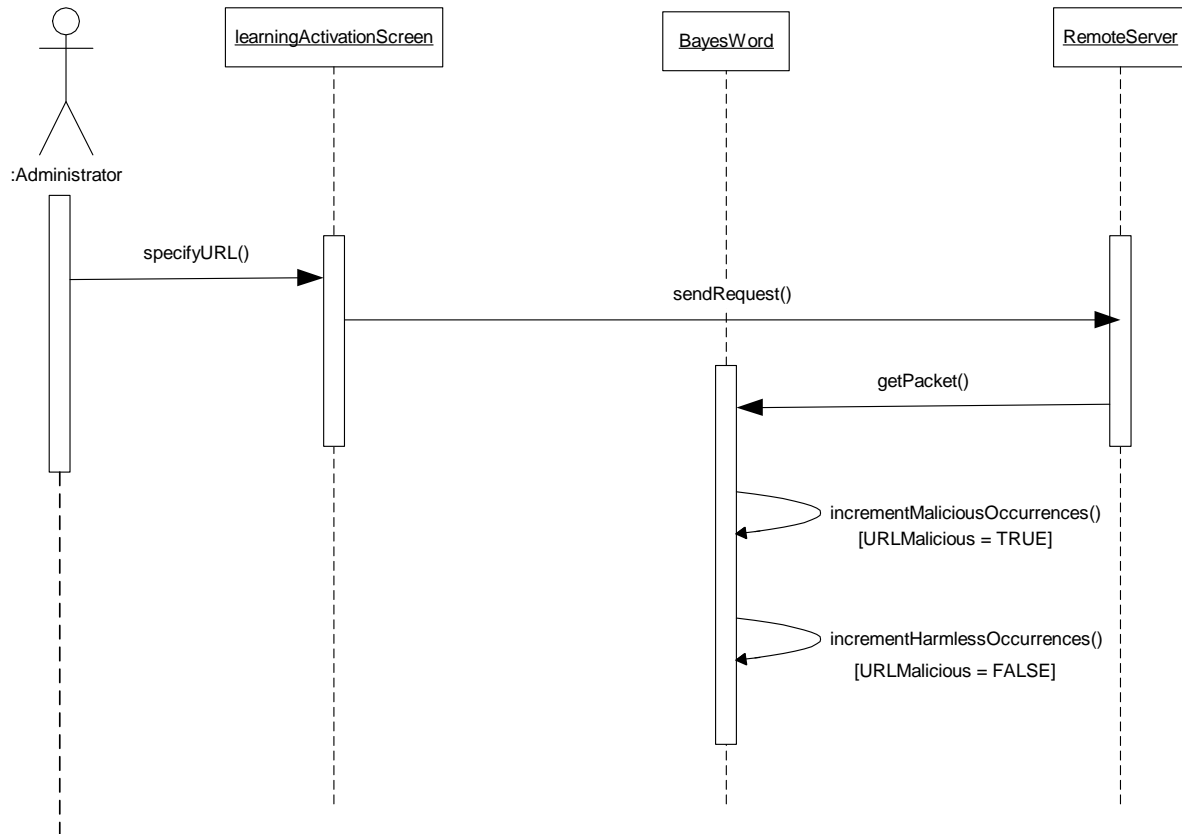 learningActivationScreen
BayesWord
RemoteServer
:Administrator
specifyURL()
sendRequest()
getPacket()
incrementMaliciousOccurrences()
[URLMalicious = TRUE]
incrementHarmlessOccurrences()
[URLMalicious = FALSE]